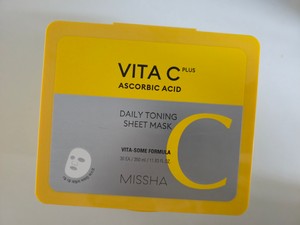 VITA C PLUS
ASCORBIC ACID
DAILY TONING
SHEET MASK
C
VITA-SOME FORMULA
MISSHA